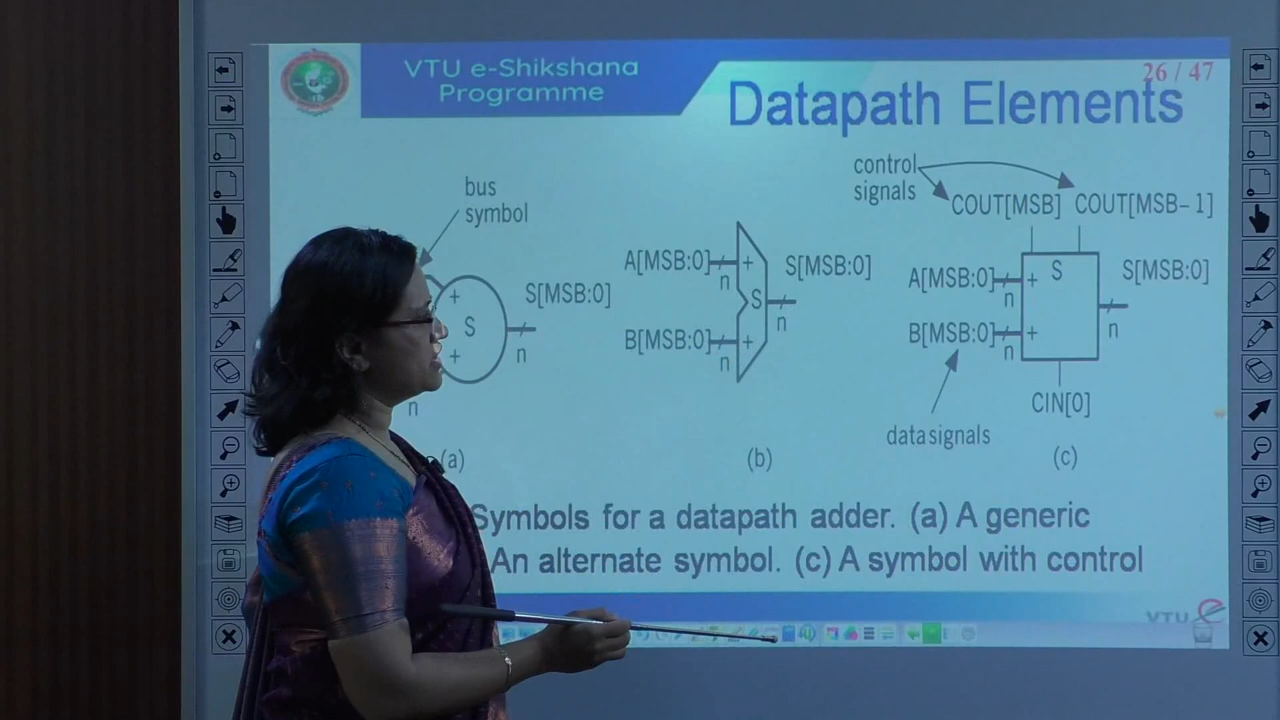 VTU e-Shikshana
Programme
26 / 47
Datapath Elements
bus
symbol
+
S
+
S[MSB:0]
n
n
(a)
A[MSB:0]
n
B[MSB:0]
n
+
S
+
S[MSB:0]
n
(b)
control
signals
COUT[MSB] COUT[MSB-1]
A[MSB:0]
n
B[MSB:0]
n
+
S
+
S[MSB:0]
n
CIN[0]
data signals
(c)
Symbols for a datapath adder. (a) A generic
An alternate symbol. (c) A symbol with control
VTU e